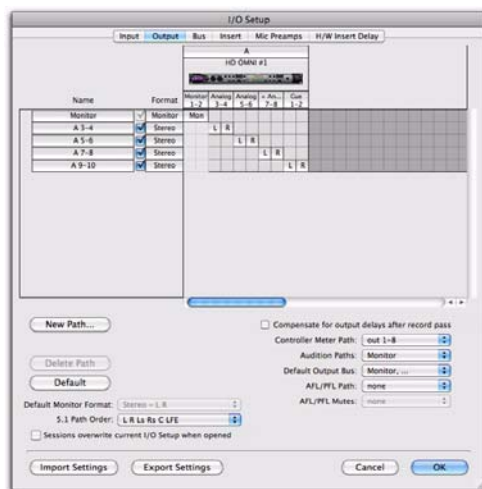 I/O Setup
Input Output Bus Insert Mic Preamps H/W Insert Delay
A
HD OMNI #1
Name Format Monitor Analog Analog + An... Cue
1-2 3-4 5-6 7-8 1-2
Monitor Monitor Mon
A 3-4 Stereo L R
A 5-6 Stereo L R
A 7-8 Stereo L R
A 9-10 Stereo L R
New Path...
Compensate for output delays after record pass
Controller Meter Path: out 1-8
Delete Path
Audition Paths: Monitor
Default
Default Output Bus: Monitor, ...
AFL/PFL Path: none
Default Monitor Format: Stereo - L R
AFL/PFL Mutes: none
5.1 Path Order: L R Ls Rs C LFE
Sessions overwrite current I/O Setup when opened
Import Settings Export Settings Cancel OK